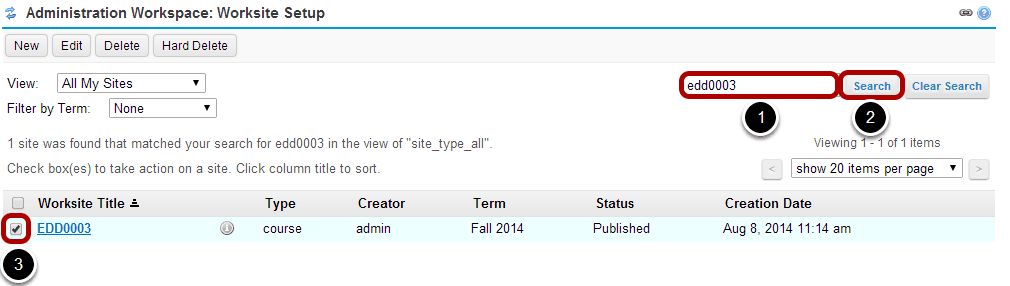 Administration Workspace: Worksite Setup
New Edit Delete Hard Delete
View: All My Sites
edd0003 Search Clear Search
Filter by Term: None
1 2
1 site was found that matched your search for edd0003 in the view of "site_type_all".
Viewing 1 - 1 of 1 items
Check box(es) to take action on a site. Click column title to sort.
< show 20 items per page >
Worksite Title Type Creator Term Status Creation Date
EDD0003 course admin Fall 2014 Published Aug 8, 2014 11:14 am
3